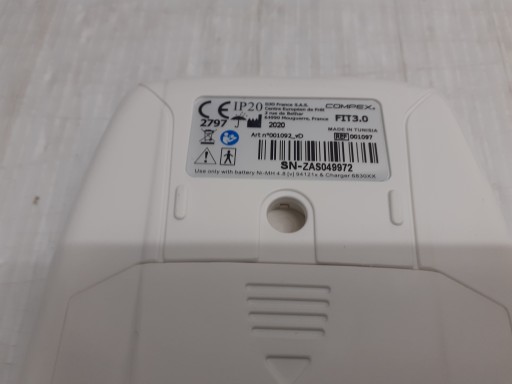 CE IP20 DJO France S.A.S. COMPEX
Centre Européen de Frêt
3 rue de Bethar FIT3.0
2797 64990 Mouguerre, France
2020 MADE IN TUNISIA
Art n°001092_vD REF 001097
SN-ZAS049972
Use only with battery Ni-MH 4.8 [v] 94121x & Charger 6830XX